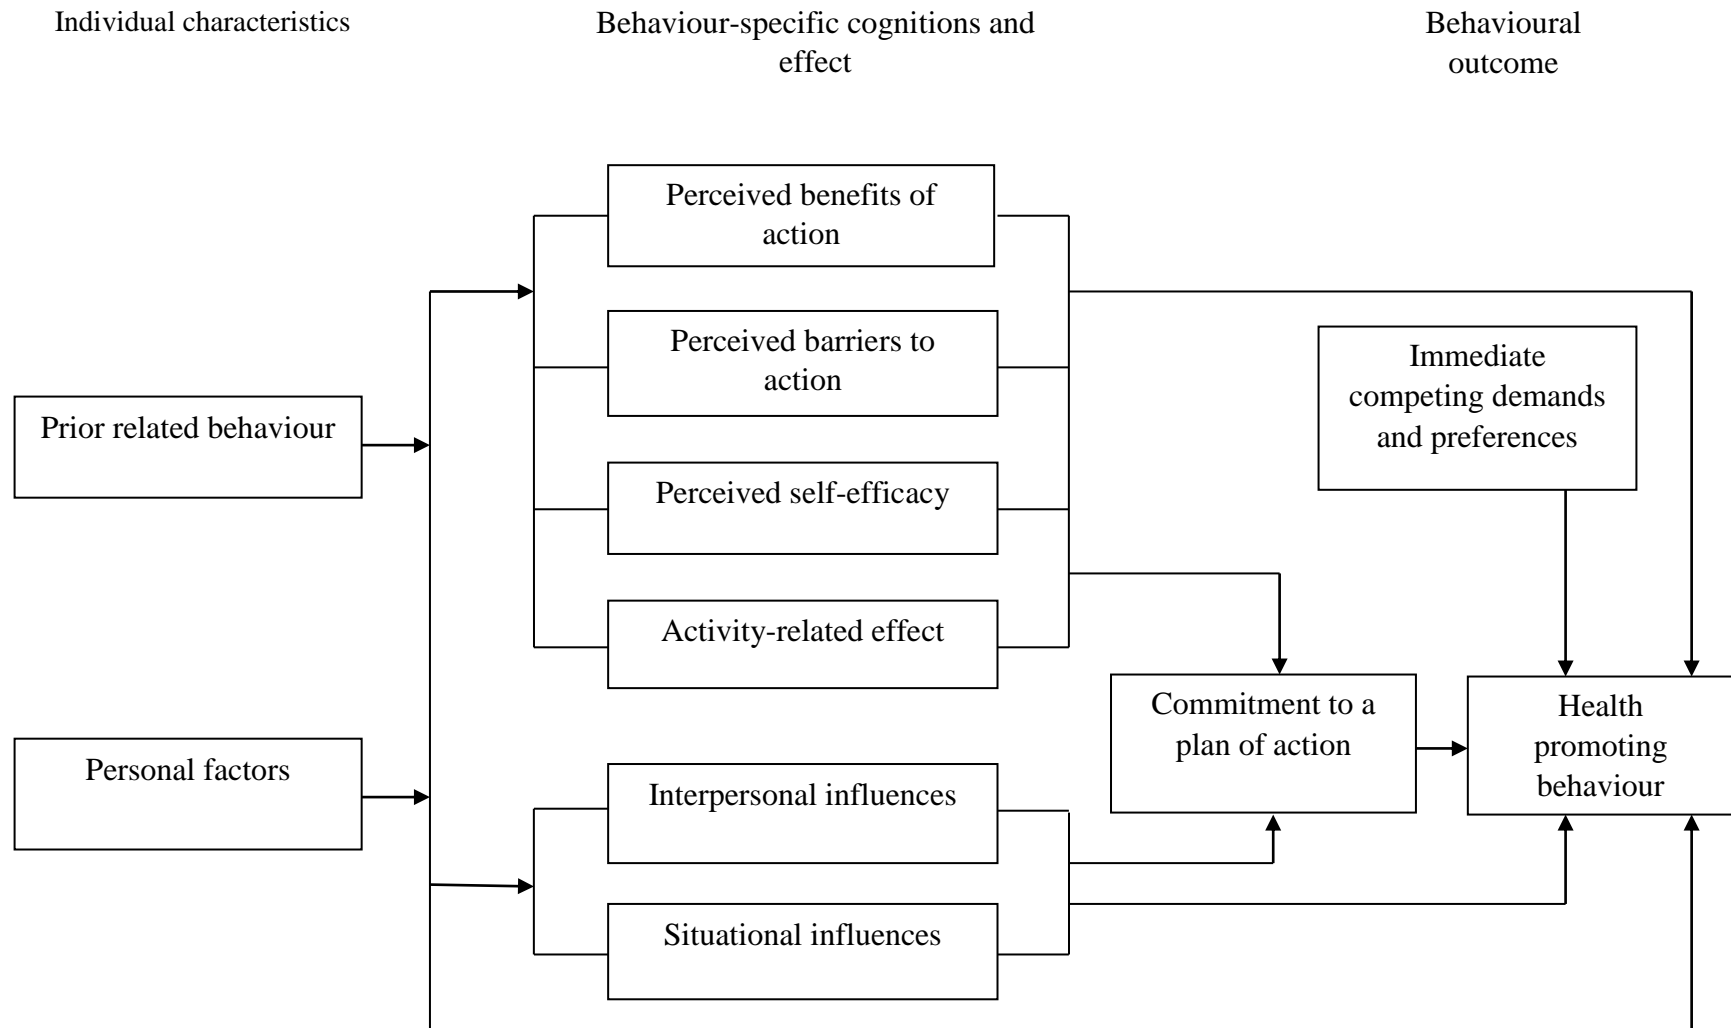 Individual characteristics
Behaviour-specific cognitions and
effect
Behavioural
outcome
Perceived benefits of
action
Perceived barriers to
action
Immediate
competing demands
and preferences
Prior related behaviour
Perceived self-efficacy
Activity-related effect
Commitment to a
plan of action
Health
promoting
behaviour
Personal factors
Interpersonal influences
Situational influences